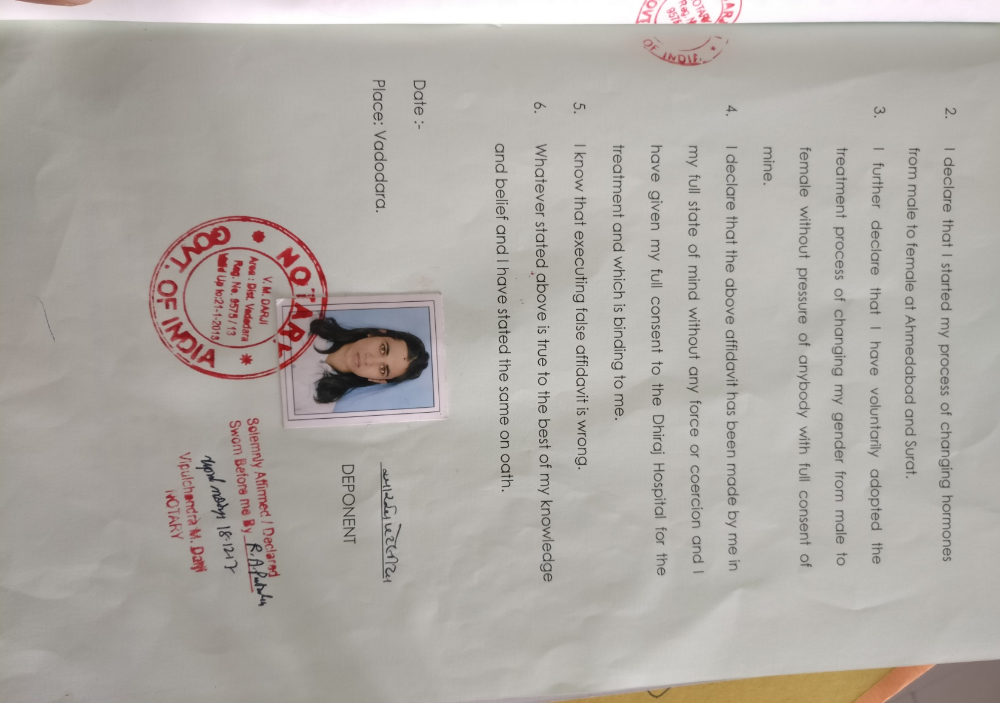 OVT
NOTARY
Reg. N
9575
AR
OF INDIA
2. I declare that I started my process of changing hormones
from male to female at Ahmedabad and Surat.
3. I further declare that I have voluntarily adopted the
treatment process of changing my gender from male to
female without pressure of anybody with full consent of
mine.
4. I declare that the above affidavit has been made by me in
my full state of mind without any force or coercion and I
have given my full consent to the Dhiraj Hospital for the
treatment and which is binding to me.
5. I know that executing false affidavit is wrong.
6. Whatever stated above is true to the best of my knowledge
and belief and I have stated the same on oath.
Date :-
Place: Vadodara.
DEPONENT
NOTARY
V. M. DARJI
Area : Dist. Vadodara
Reg. No. 9575 / 13
Valid Up to:21-1-2018
GOVT. OF INDIA
Solemnly Affirmed / Declared
Sworn Before me By R.A.
18.12.17
Vipulchandra M. Darji
NOTARY